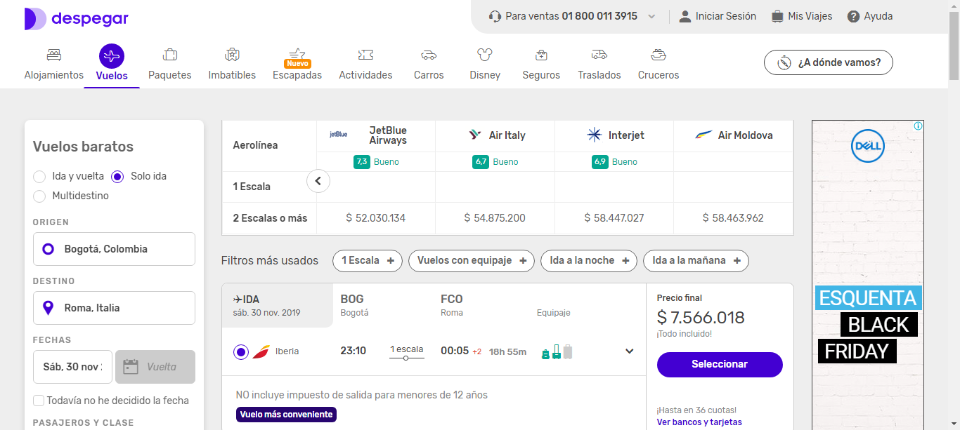 despegar
Para ventas 01 800 011 3915
Iniciar Sesión
Mis Viajes
Ayuda
Alojamientos
Vuelos
Paquetes
Imbatibles
Nuevo
Escapadas
Actividades
Carros
Disney
Seguros
Traslados
Cruceros
¿A dónde vamos?
Vuelos baratos
Ida y vuelta
Solo ida
Multidestino
ORIGEN
Bogotá, Colombia
DESTINO
Roma, Italia
FECHAS
Sáb. 30 nov 2
Vuelta
Todavía no he decidido la fecha
PASAJEROS Y CLASE
Aerolínea
jetBlue
JetBlue
Airways
Air Italy
Interjet
Air Moldova
7,3 Bueno
6,7 Bueno
6,9 Bueno
1 Escala
2 Escalas o más
$ 52.030.134
$ 54.875.200
$ 58.447.027
$ 58.463.962
Filtros más usados
1 Escala +
Vuelos con equipaje +
Ida a la noche +
Ida a la mañana +
IDA
sáb. 30 nov. 2019
BOG
Bogotá
FCO
Roma
Equipaje
Iberia
23:10
1 escala
00:05 +2
18h 55m
NO incluye impuesto de salida para menores de 12 años
Vuelo más conveniente
Precio final
$ 7.566.018
¡Todo incluido!
Seleccionar
¡Hasta en 36 cuotas!
Ver bancos y tarjetas
DELL
ESQUENTA
BLACK
FRIDAY